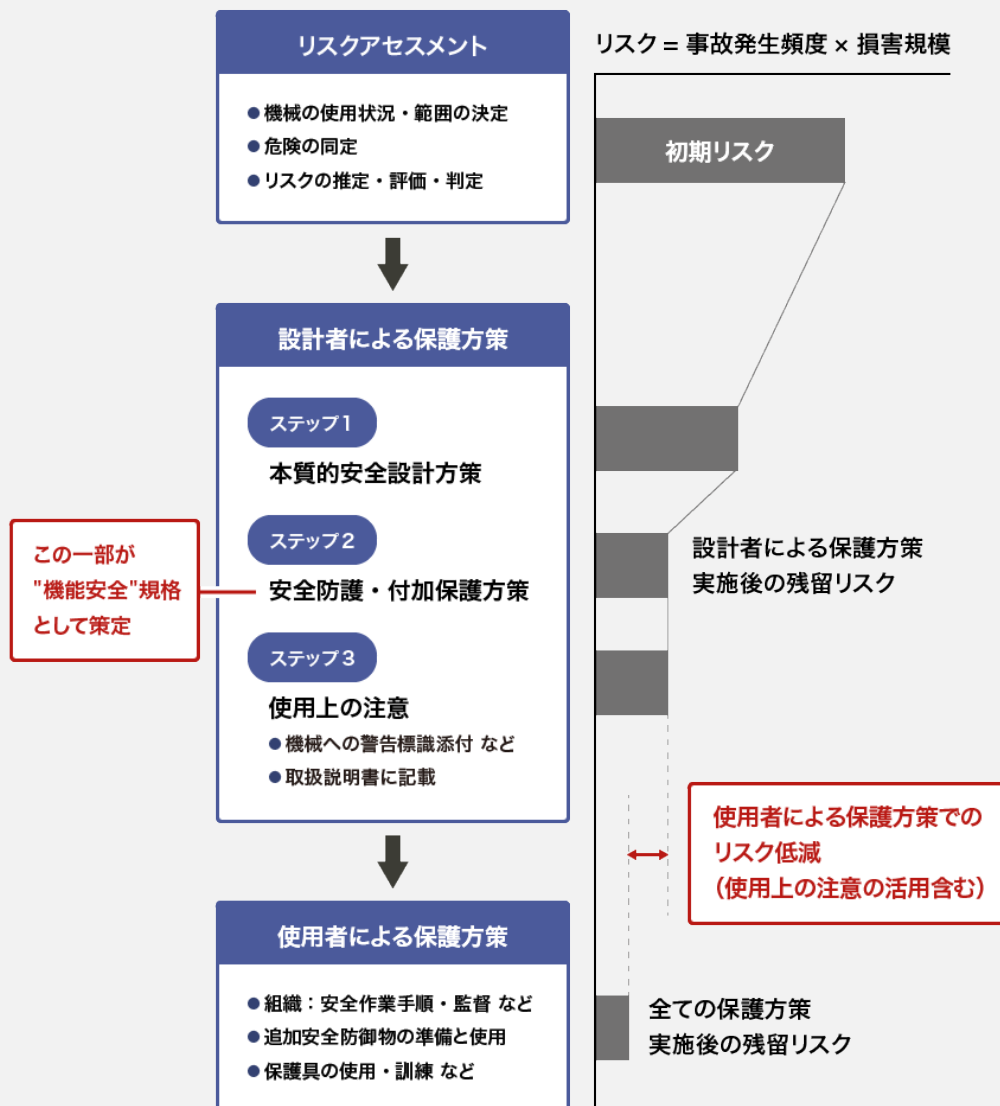 リスクアセスメント
●機械の使用状況・範囲の決定
●危険の同定
●リスクの推定・評価・判定
設計者による保護方策
ステップ1
本質的安全設計方策
ステップ2
安全防護・付加保護方策
ステップ3
使用上の注意
●機械への警告標識添付 など
●取扱説明書に記載
この一部が
"機能安全"規格
として策定
使用者による保護方策
●組織：安全作業手順・監督 など
●追加安全防御物の準備と使用
●保護具の使用・訓練 など
リスク = 事故発生頻度 × 損害規模
初期リスク
設計者による保護方策
実施後の残留リスク
使用者による保護方策での
リスク低減
（使用上の注意の活用含む）
全ての保護方策
実施後の残留リスク